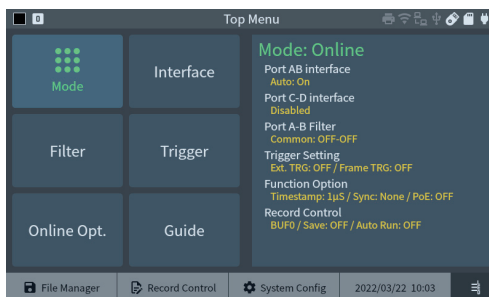 0
Top Menu
Mode
Interface
Filter
Trigger
Online Opt.
Guide
Mode: Online
Port AB interface
Auto: On
Port C-D interface
Disabled
Port A-B Filter
Common: OFF-OFF
Trigger Setting
Ext. TRG: OFF / Frame TRG: OFF
Function Option
Timestamp: 1µS / Sync: None / PoE: OFF
Record Control
BUF0 / Save: OFF / Auto Run: OFF
File Manager
Record Control
System Config
2022/03/22 10:03